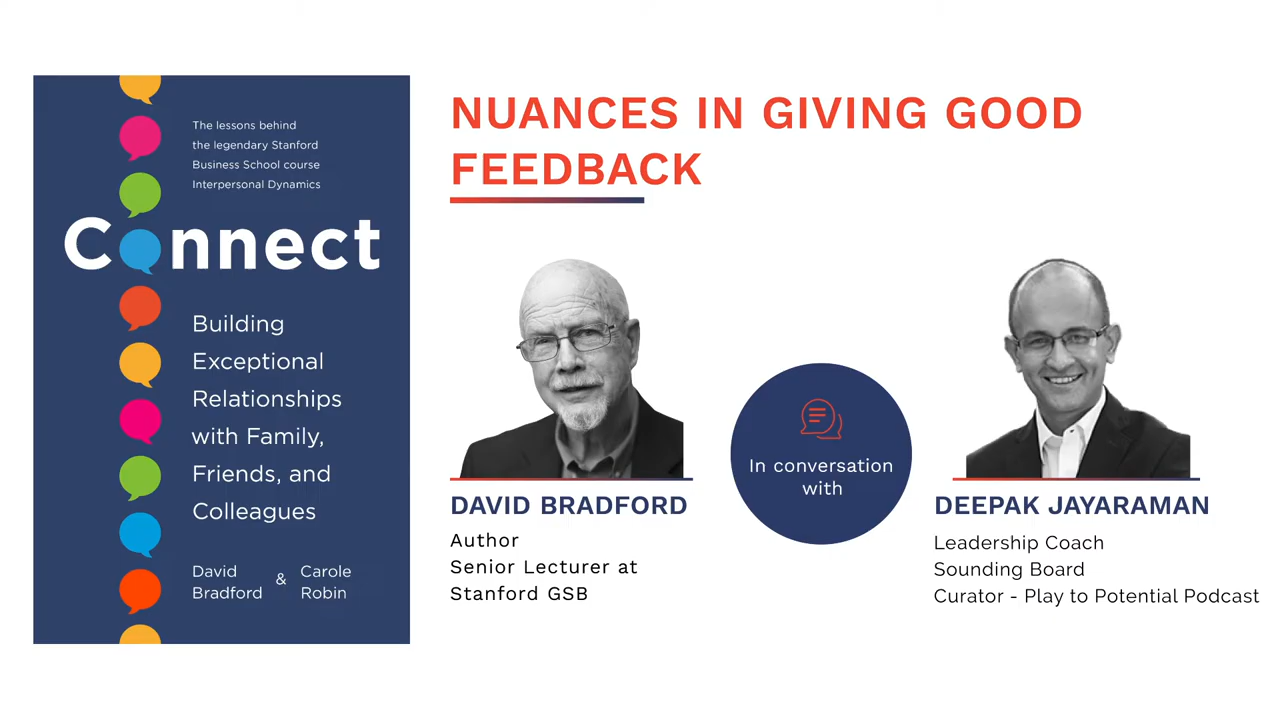 The lessons behind
the legendary Stanford
Business School course
Interpersonal Dynamics
Connect
Building
Exceptional
Relationships
with Family,
Friends, and
Colleagues
David
Bradford
&
Carole
Robin
NUANCES IN GIVING GOOD
FEEDBACK
DAVID BRADFORD
Author
Senior Lecturer at
Stanford GSB
In conversation
with
DEEPAK JAYARAMAN
Leadership Coach
Sounding Board
Curator - Play to Potential Podcast